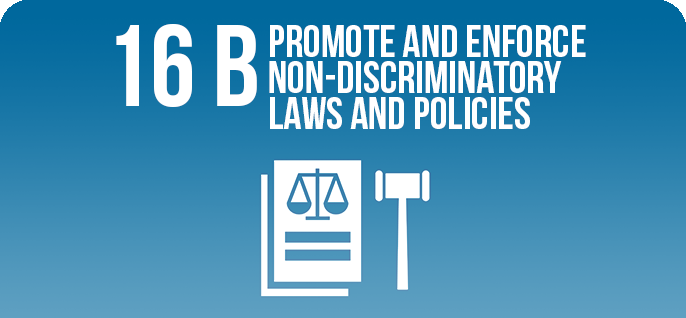 16 B
PROMOTE AND ENFORCE
NON-DISCRIMINATORY
LAWS AND POLICIES